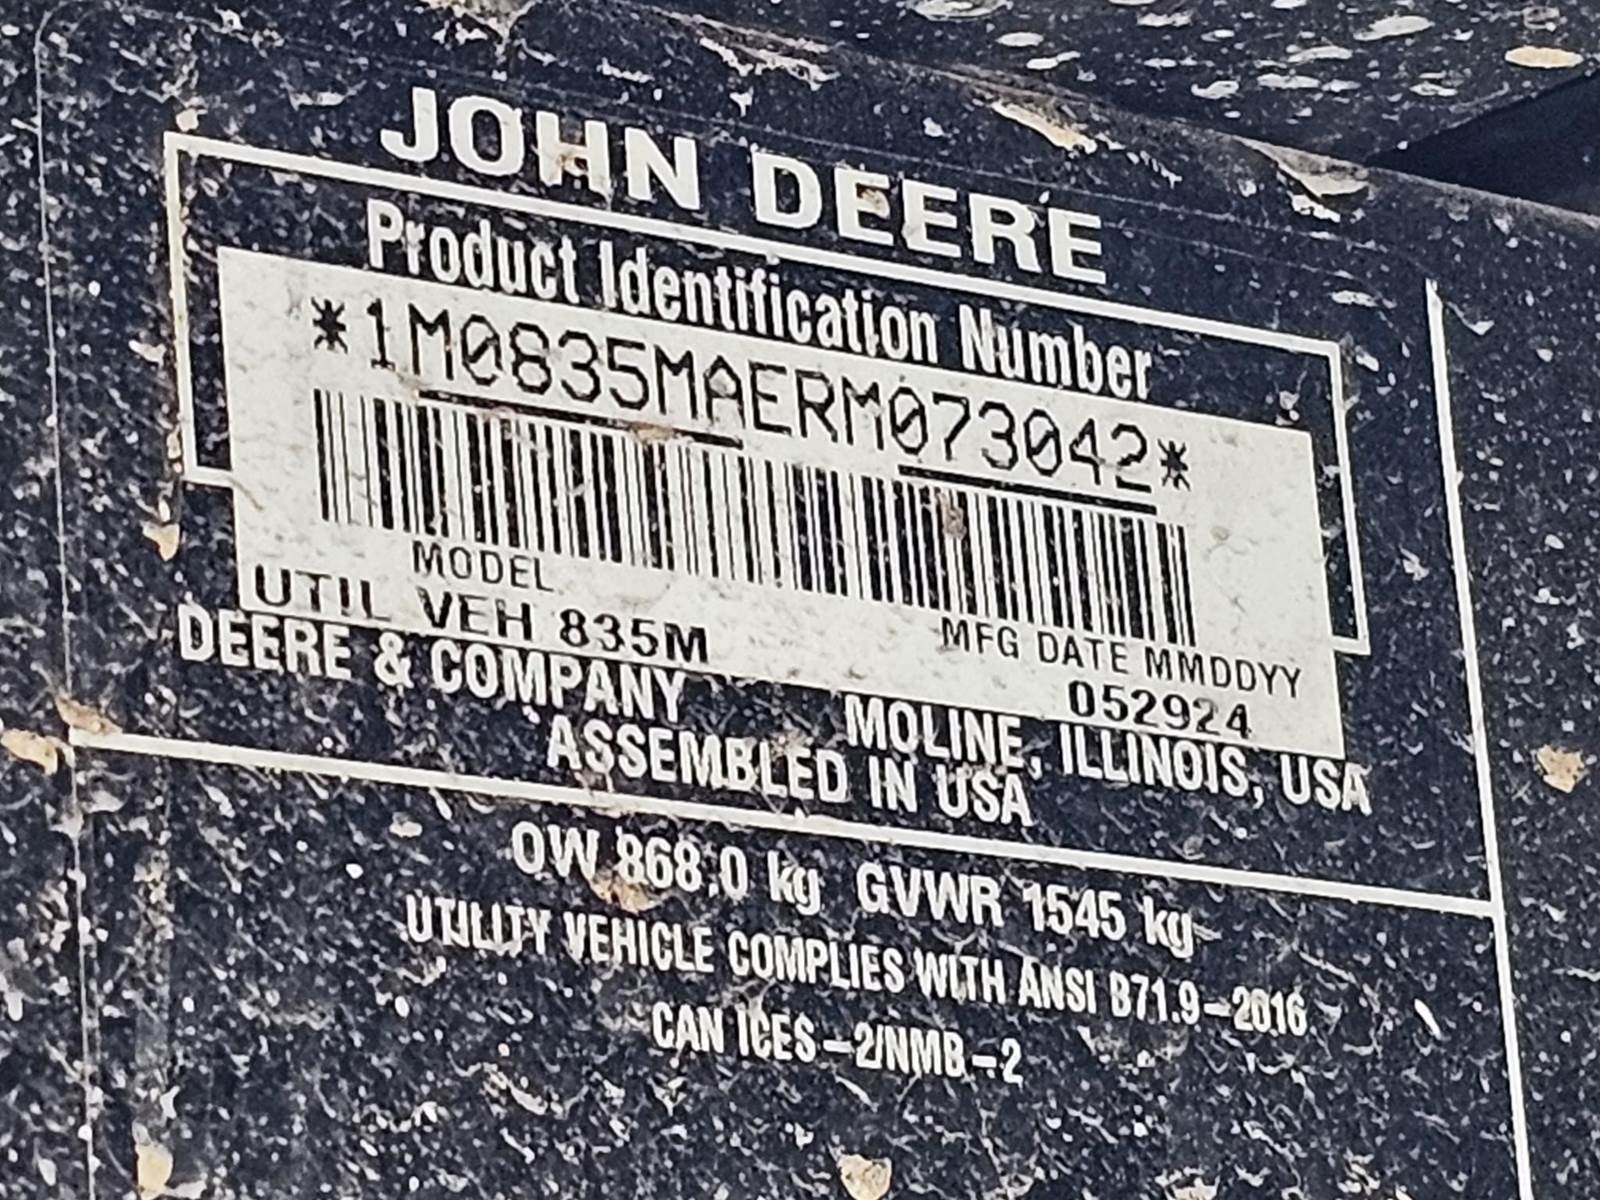 JOHN DEERE
Product Identification Number
*1M0835MAERM073042*
MODEL
UTIL VEH 835M
MFG DATE MMDDYY
052924
DEERE & COMPANY MOLINE, ILLINOIS, USA
ASSEMBLED IN USA
OW 868.0 kg GVWR 1545 kg
UTILITY VEHICLE COMPLIES WITH ANSI B71.9-2016
CAN ICES-2/NMB-2